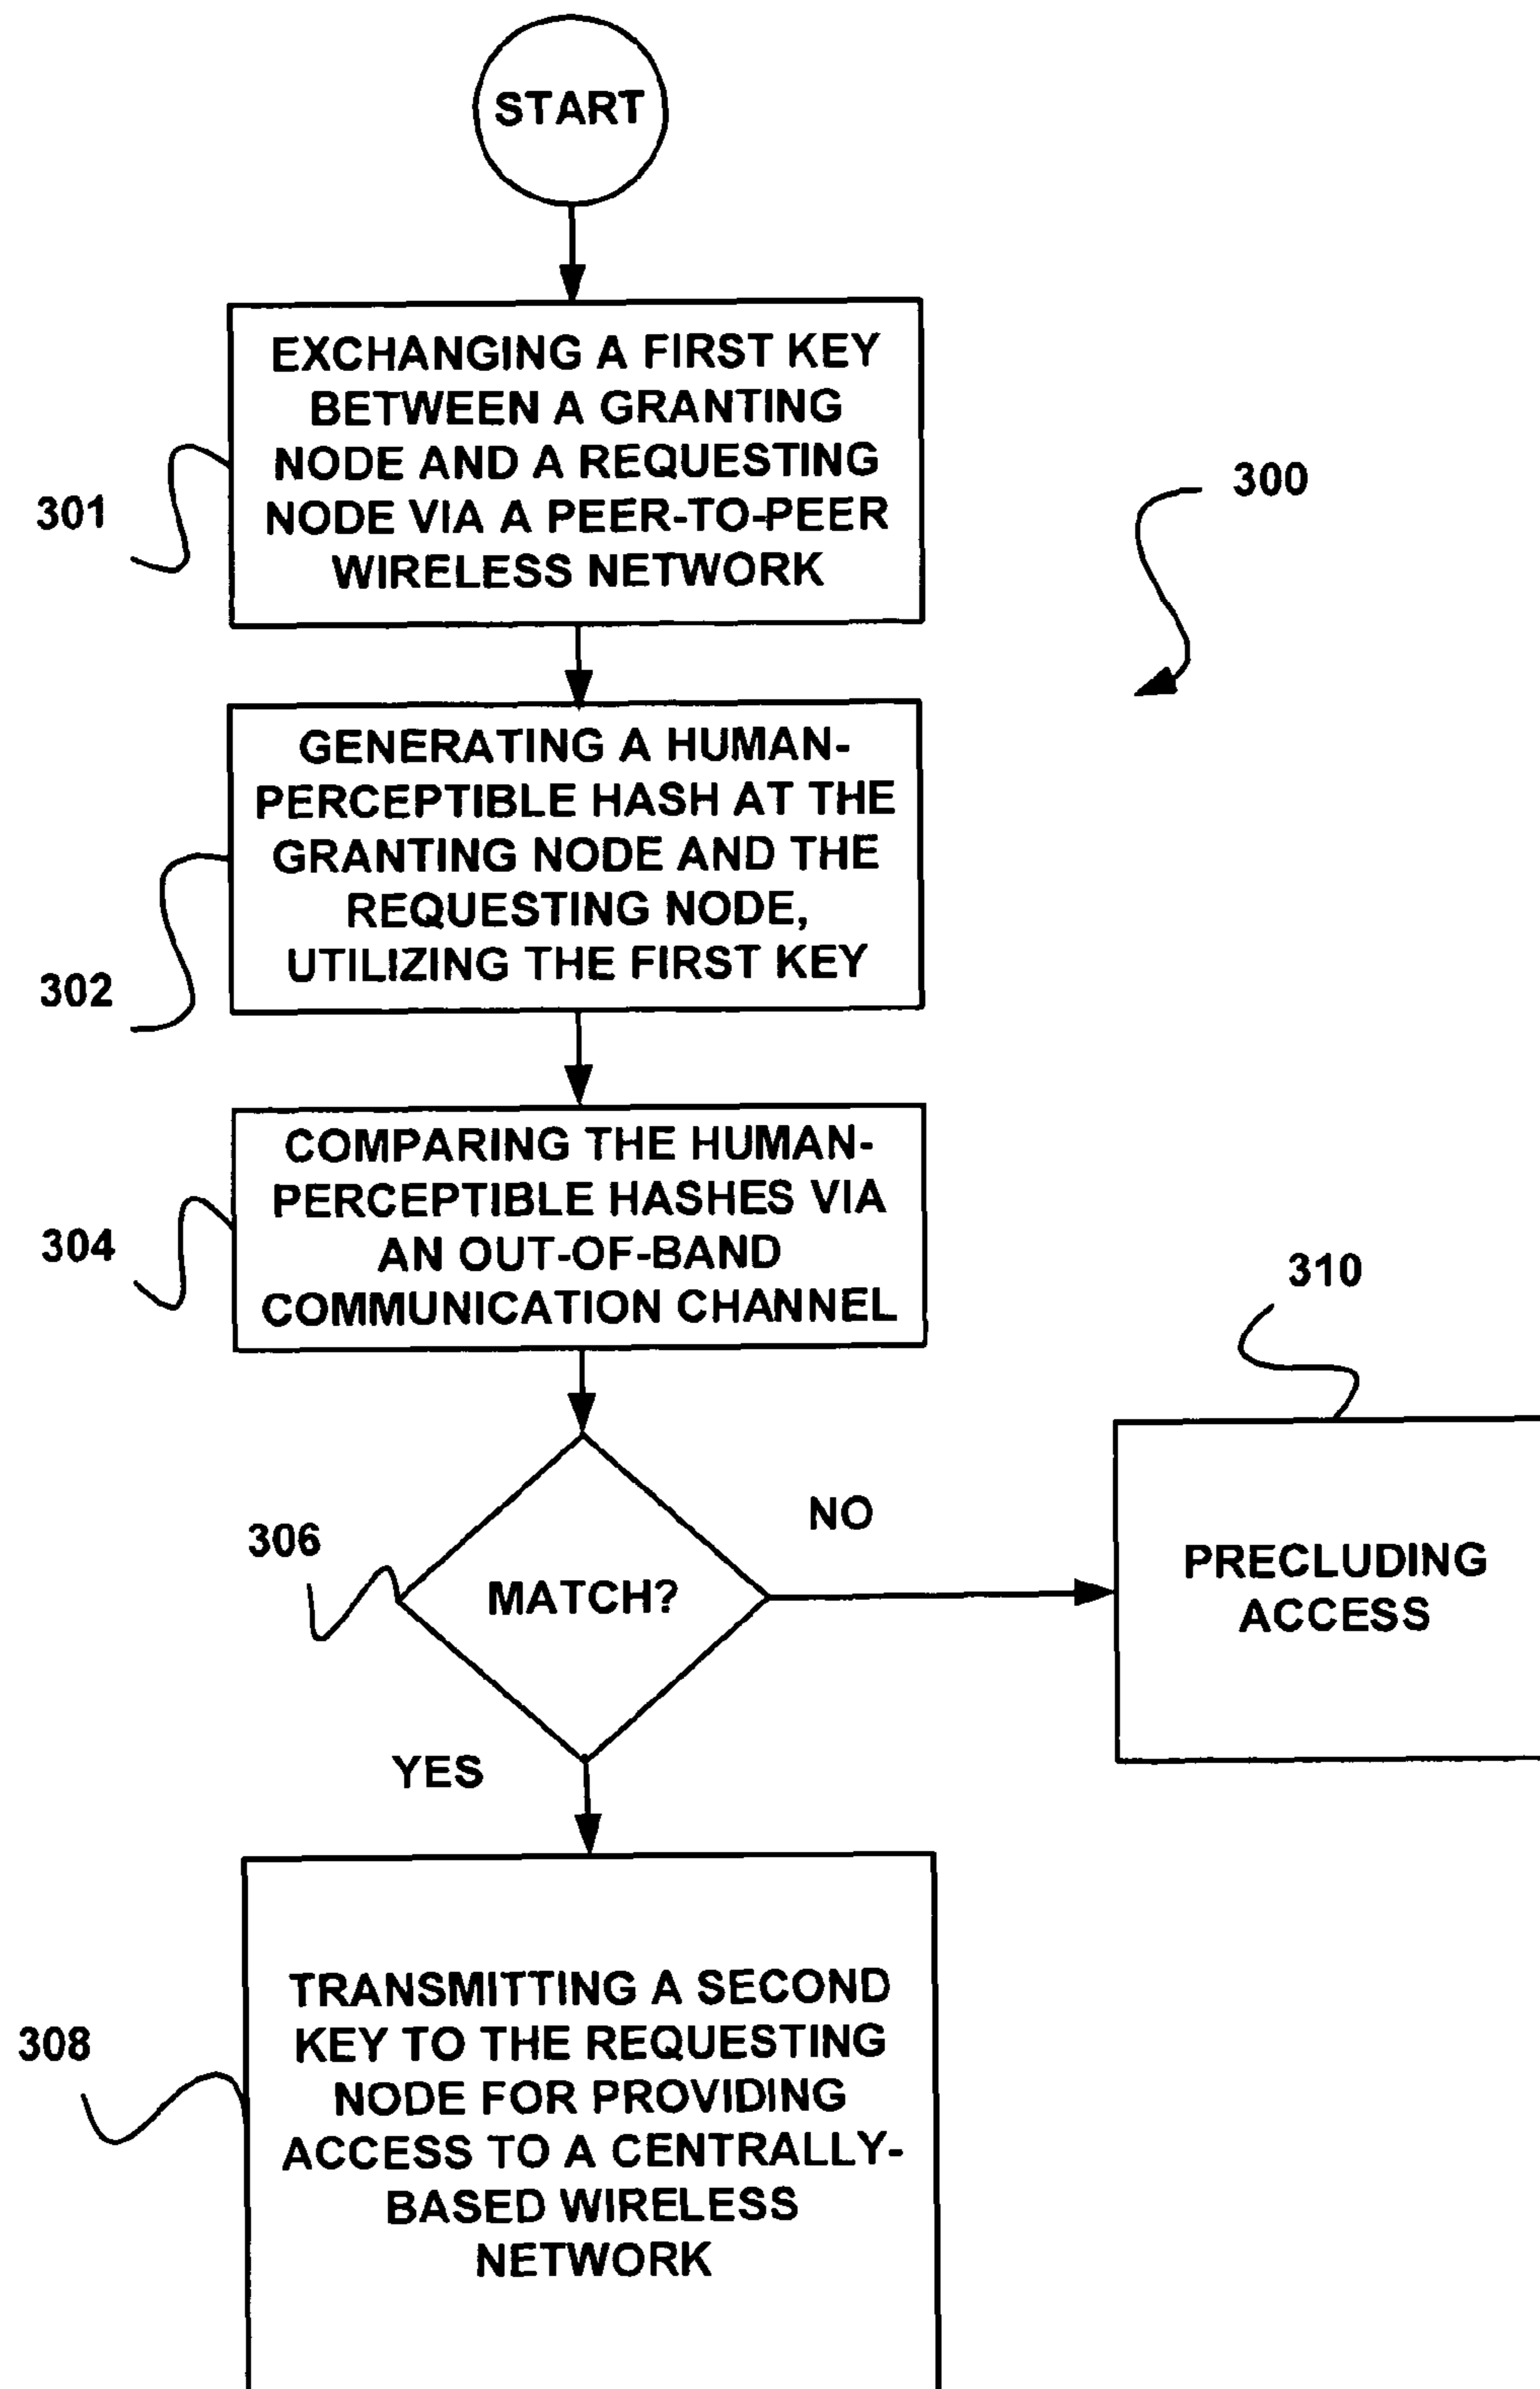 START
EXCHANGING A FIRST KEY
BETWEEN A GRANTING
NODE AND A REQUESTING
NODE VIA A PEER-TO-PEER
WIRELESS NETWORK
301
300
GENERATING A HUMAN-
PERCEPTIBLE HASH AT THE
GRANTING NODE AND THE
REQUESTING NODE,
UTILIZING THE FIRST KEY
302
COMPARING THE HUMAN-
PERCEPTIBLE HASHES VIA
AN OUT-OF-BAND
COMMUNICATION CHANNEL
304
310
306
MATCH?
NO
PRECLUDING
ACCESS
YES
TRANSMITTING A SECOND
KEY TO THE REQUESTING
NODE FOR PROVIDING
ACCESS TO A CENTRALLY-
BASED WIRELESS
NETWORK
308